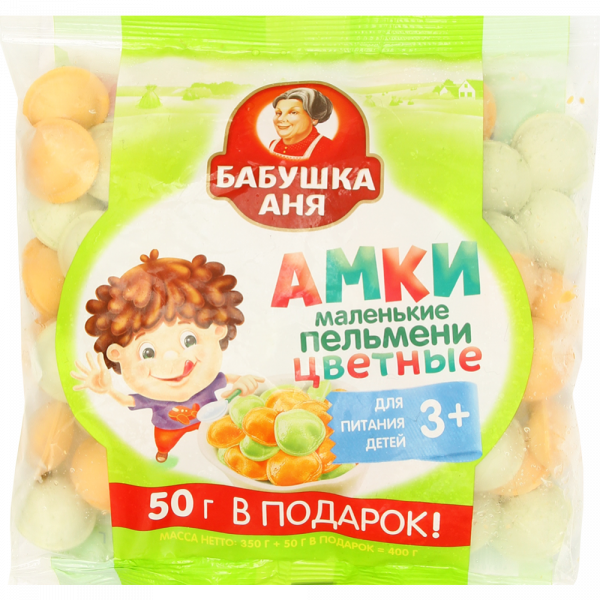 БАБУШКА
АНЯ
АМКИ
маленькие
пельмени
цветные
ДЛЯ
ПИТАНИЯ
ДЕТЕЙ
3+
50 г В ПОДАРОК!
МАССА НЕТТО: 350 Г + 50 Г В ПОДАРОК = 400 Г